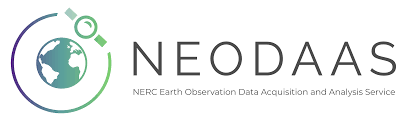 NEODAAS
NERC Earth Observation Data Acquisition and Analysis Service